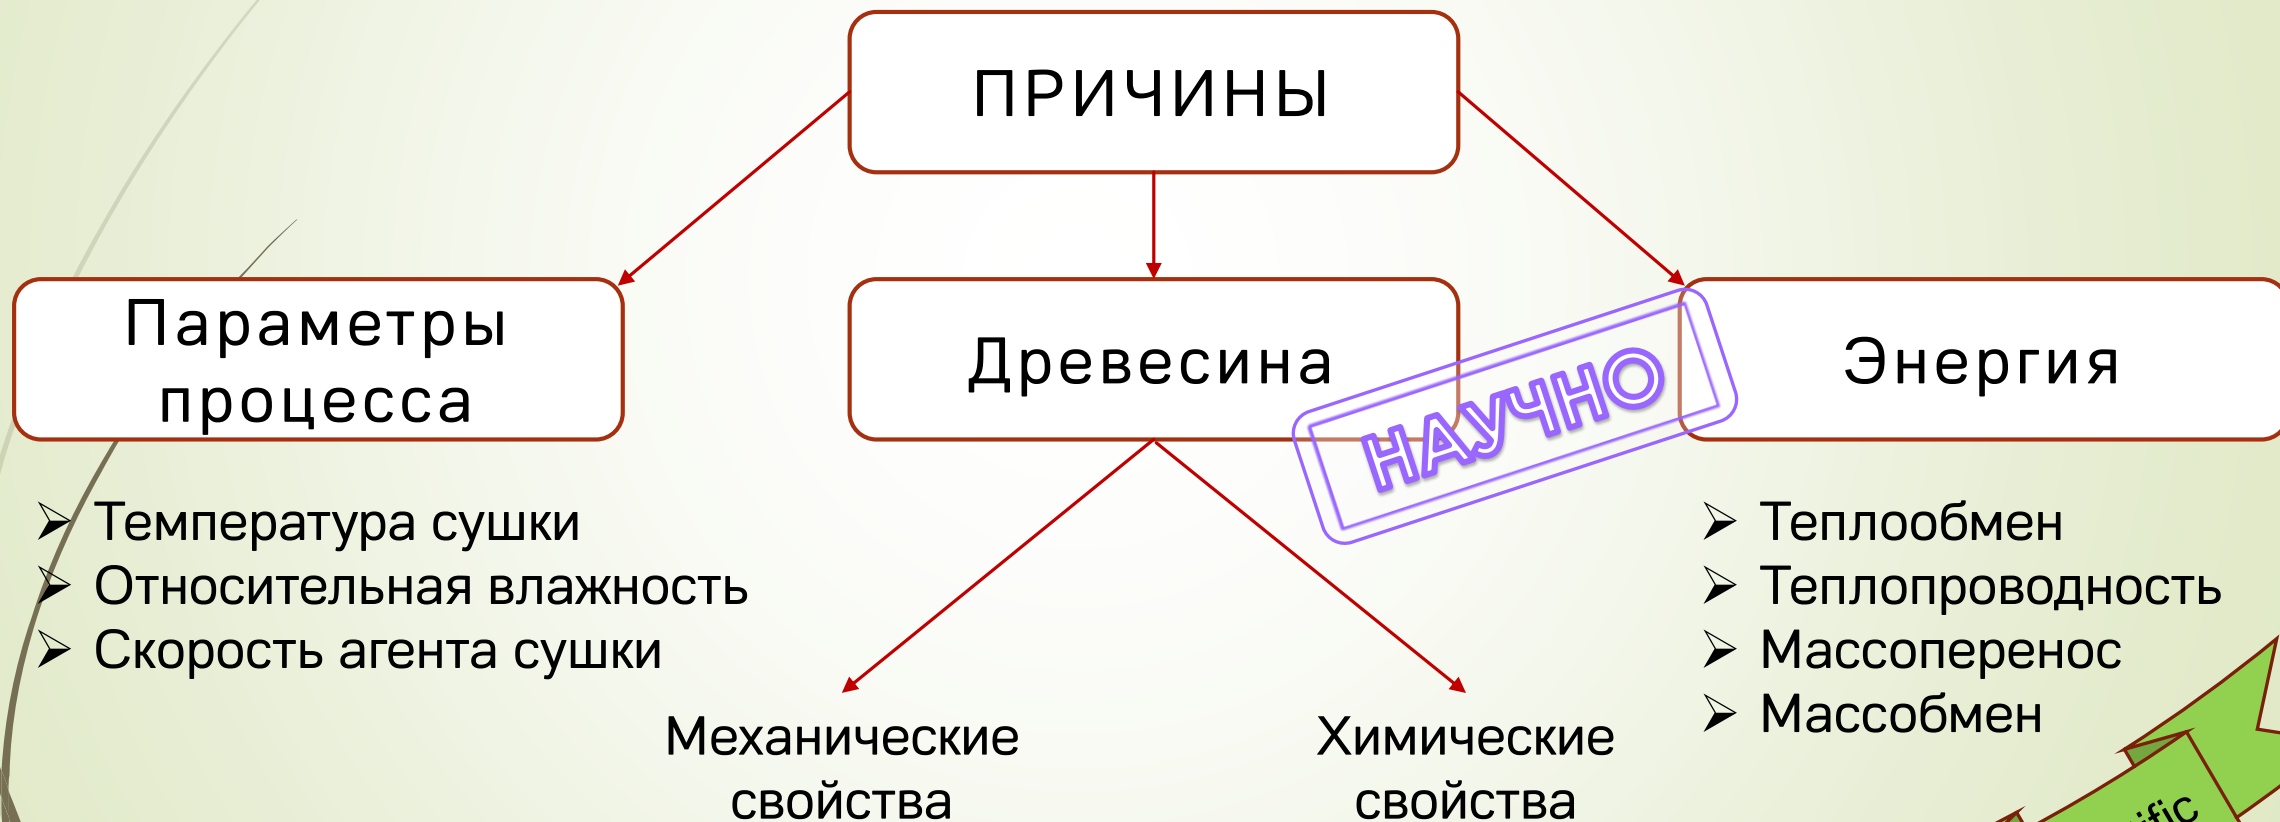 ПРИЧИНЫ
Параметры
процесса
Древесина
Энергия
НАУЧНО
➢ Температура сушки
➢ Относительная влажность
➢ Скорость агента сушки
Механические
свойства
Химические
свойства
➢ Теплообмен
➢ Теплопроводность
➢ Массоперенос
➢ Массобмен